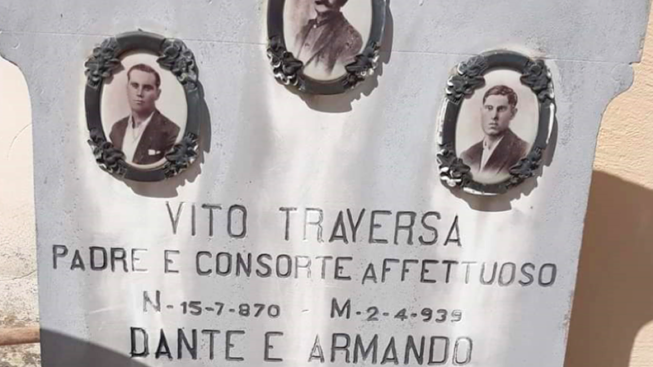 VITO TRAVERSA
PADRE E CONSORTE AFFETTUOSO
N-15-7-870 - M-2-4-939
DANTE E ARMANDO